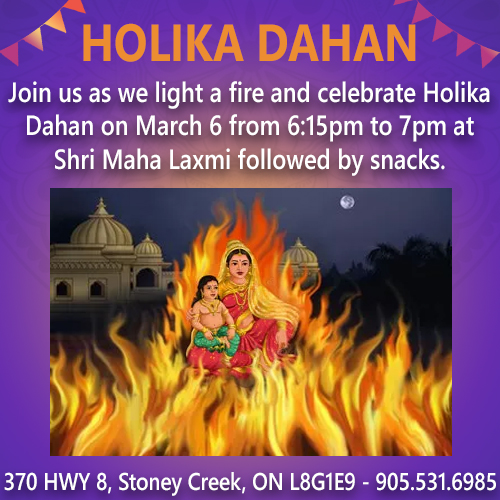 HOLIKA DAHAN
Join us as we light a fire and celebrate Holika
Dahan on March 6 from 6:15pm to 7pm at
Shri Maha Laxmi followed by snacks.
370 HWY 8, Stoney Creek, ON L8G1E9 - 905.531.6985